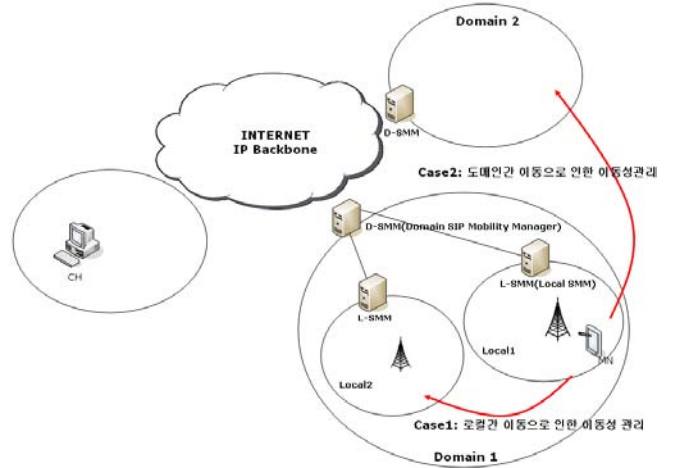 Domain 2
D-SMM
INTERNET
IP Backbone
Case2: 도메인간 이동으로 인한 이동성관리
D-SMM(Domain SIP Mobility Manager)
CH
L-SMM(Local SMM)
L-SMM
Local1
MN
Local2
Case1: 로컬간 이동으로 인한 이동성 관리
Domain 1